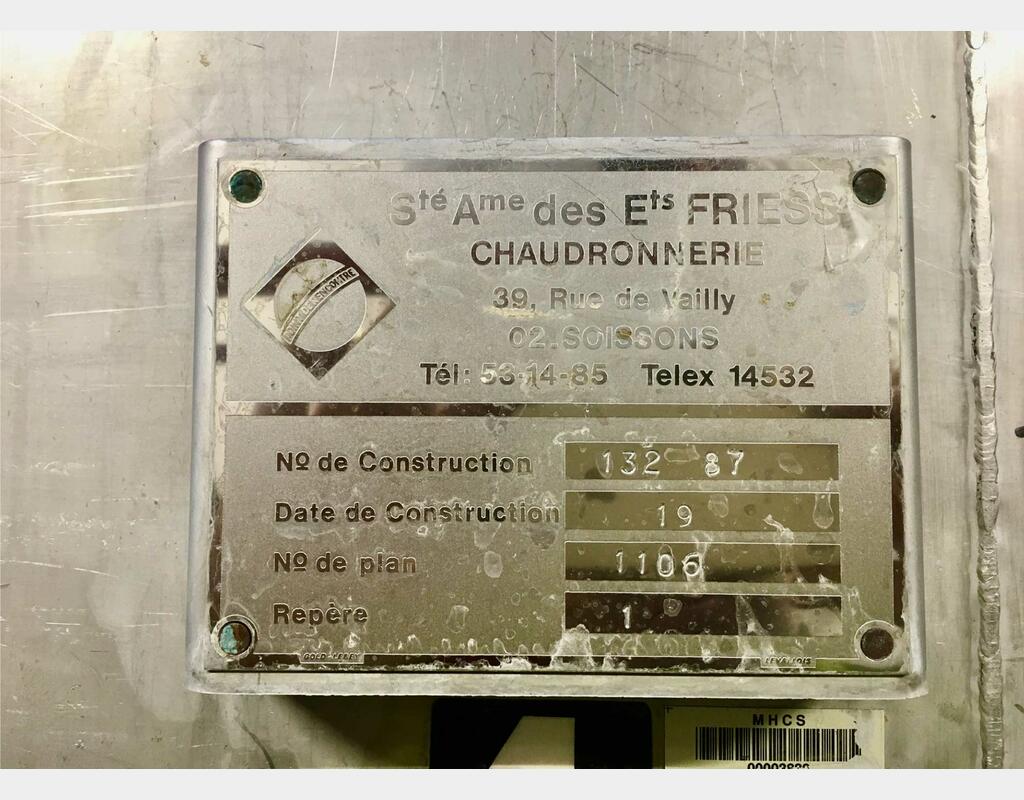 Sté Ame des Ets FRIESS
CHAUDRONNERIE
39, Rue de Vailly
02.SOISSONS
Tél: 53-14-85 Telex 14532
Nº de Construction 132 87
Date de Construction 19
Nº de plan 1106
Repère 1
LEVALLOIS
MHCS